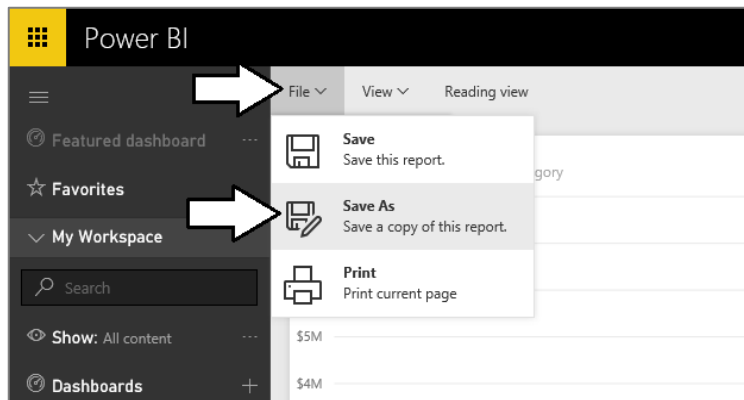 Power BI
File View Reading view
Featured dashboard ...
Favorites
My Workspace
Search
Show: All content ...
Dashboards +
Save
Save this report.
Save As
Save a copy of this report.
Print
Print current page
gory
$5M
$4M